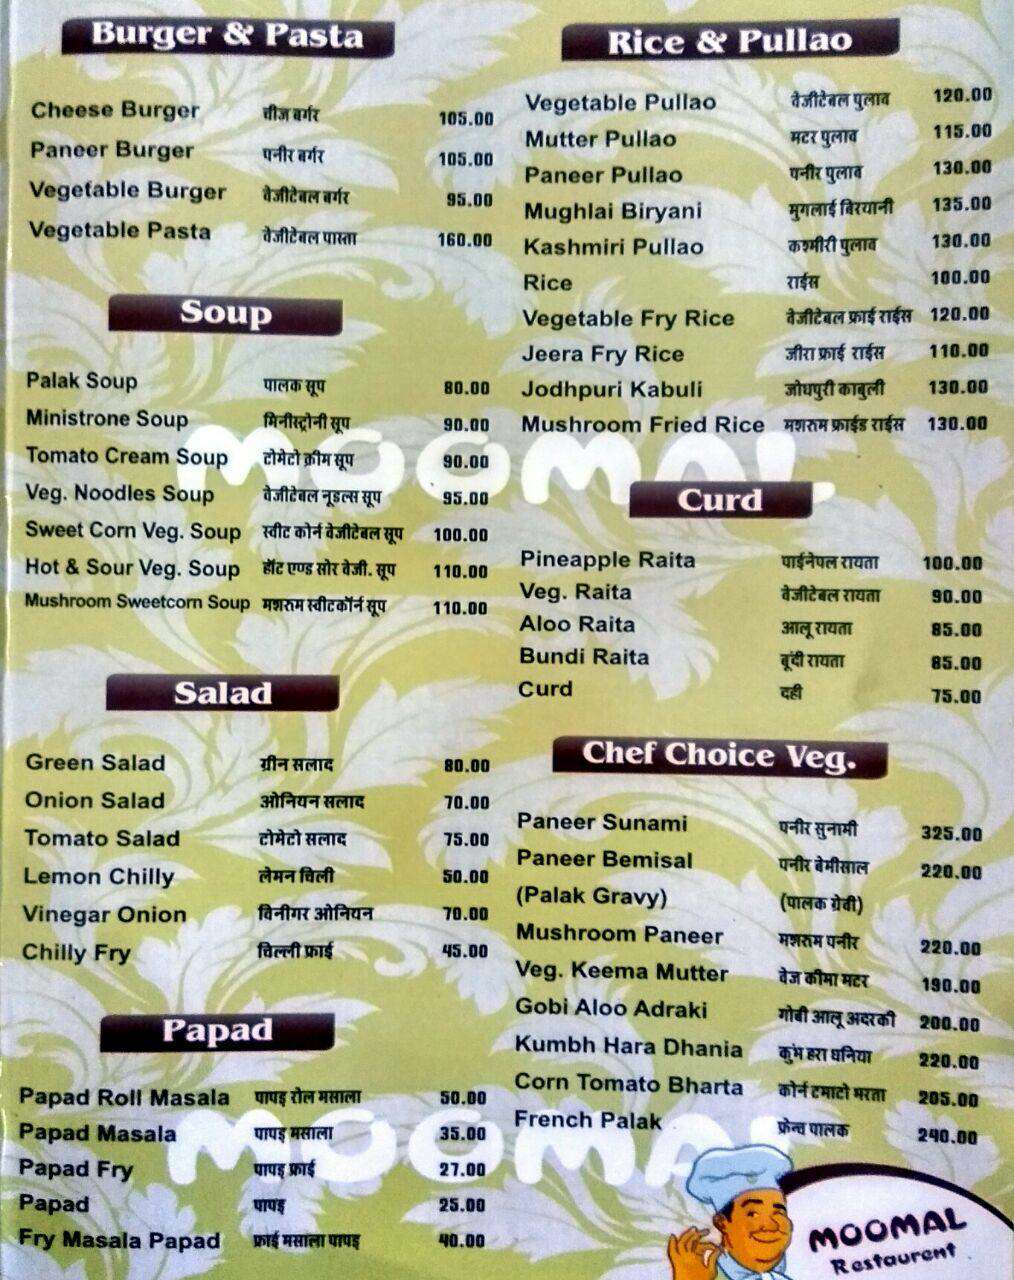 Burger & Pasta
Cheese Burger चीज बर्गर 105.00
Paneer Burger पनीर बर्गर 105.00
Vegetable Burger वेजीटेबल बर्गर 95.00
Vegetable Pasta वेजीटेबल पास्ता 160.00
Soup
Palak Soup पालक सूप 80.00
Ministrone Soup मिनीस्ट्रोनी सूप 90.00
Tomato Cream Soup टोमेटो क्रीम सूप 90.00
Veg. Noodles Soup वेजीटेबल नूडल्स सूप 95.00
Sweet Corn Veg. Soup स्वीट कोर्न वेजीटेबल सूप 100.00
Hot & Sour Veg. Soup हॉट एण्ड सोर वेजी. सूप 110.00
Mushroom Sweetcorn Soup मशरूम स्वीटकॉर्न सूप 110.00
Salad
Green Salad ग्रीन सलाद 80.00
Onion Salad ओनियन सलाद 70.00
Tomato Salad टोमेटो सलाद 75.00
Lemon Chilly लेमन चिली 50.00
Vinegar Onion विनीगर ओनियन 70.00
Chilly Fry चिल्ली फ्राई 45.00
Papad
Papad Roll Masala पापड़ रोल मसाला 50.00
Papad Masala पापड़ मसाला 35.00
Papad Fry पापड़ फ्राई 27.00
Papad पापड़ 25.00
Fry Masala Papad फ्राई मसाला पापड़ 40.00
Rice & Pullao
Vegetable Pullao वेजीटेबल पुलाव 120.00
Mutter Pullao मटर पुलाव 115.00
Paneer Pullao पनीर पुलाव 130.00
Mughlai Biryani मुगलाई बिरयानी 135.00
Kashmiri Pullao कश्मीरी पुलाव 130.00
Rice राईस 100.00
Vegetable Fry Rice वेजीटेबल फ्राई राईस 120.00
Jeera Fry Rice जीरा फ्राई राईस 110.00
Jodhpuri Kabuli जोधपुरी काबुली 130.00
Mushroom Fried Rice मशरूम फ्राईड राईस 130.00
MOOMAL
Curd
Pineapple Raita पाईनेपल रायता 100.00
Veg. Raita वेजीटेबल रायता 90.00
Aloo Raita आलू रायता 85.00
Bundi Raita बूंदी रायता 85.00
Curd दही 75.00
Chef Choice Veg.
Paneer Sunami पनीर सुनामी 325.00
Paneer Bemisal पनीर बेमीसाल 220.00
(Palak Gravy) (पालक ग्रेवी)
Mushroom Paneer मशरूम पनीर 220.00
Veg. Keema Mutter वेज कीमा मटर 190.00
Gobi Aloo Adraki गोबी आलू अदरकी 200.00
Kumbh Hara Dhania कुंभ हरा धनिया 220.00
Corn Tomato Bharta कोर्न टमाटो भरता 205.00
French Palak फ्रेन्च पालक 240.00
MOOMAL
MOOMAL
Restaurent